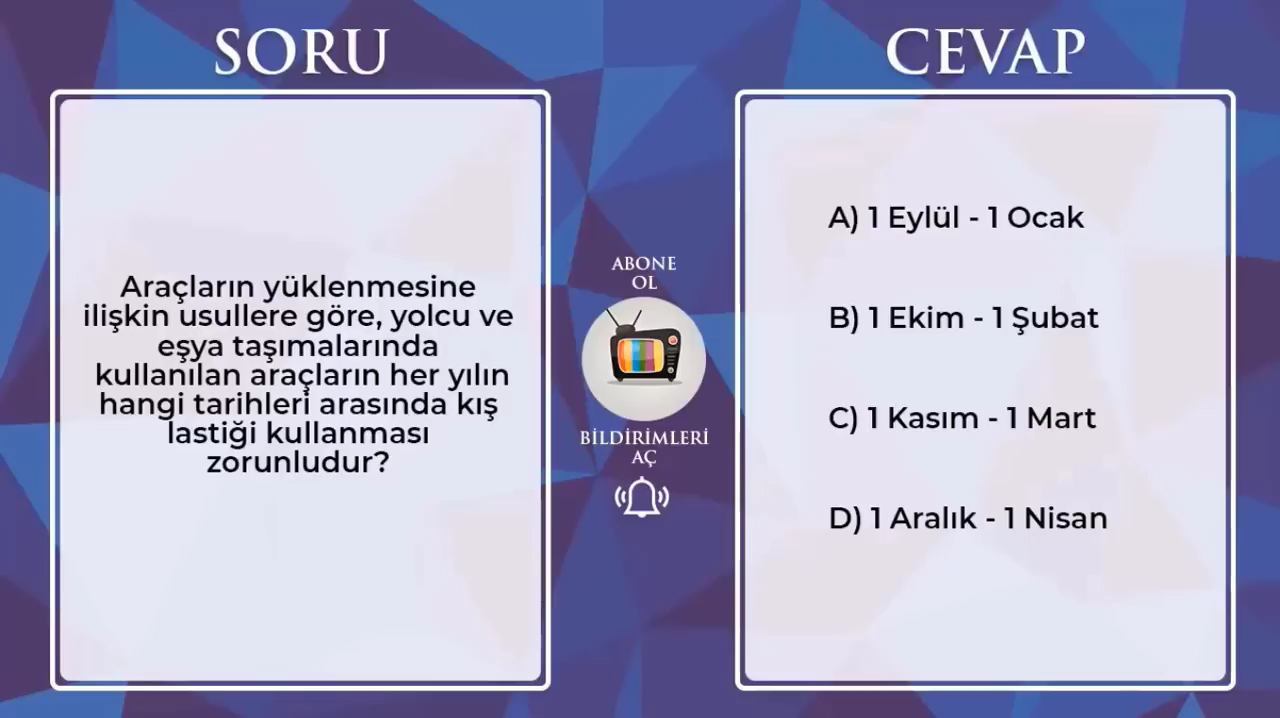 SORU
Araçların yüklenmesine
ilişkin usullere göre, yolcu ve
eşya taşımalarında
kullanılan araçların her yılın
hangi tarihleri arasında kış
lastiği kullanması
zorunludur?
ABONE
OL
BİLDİRİMLERİ
AÇ
CEVAP
A) 1 Eylül - 1 Ocak
B) 1 Ekim - 1 Şubat
C) 1 Kasım - 1 Mart
D) 1 Aralık - 1 Nisan